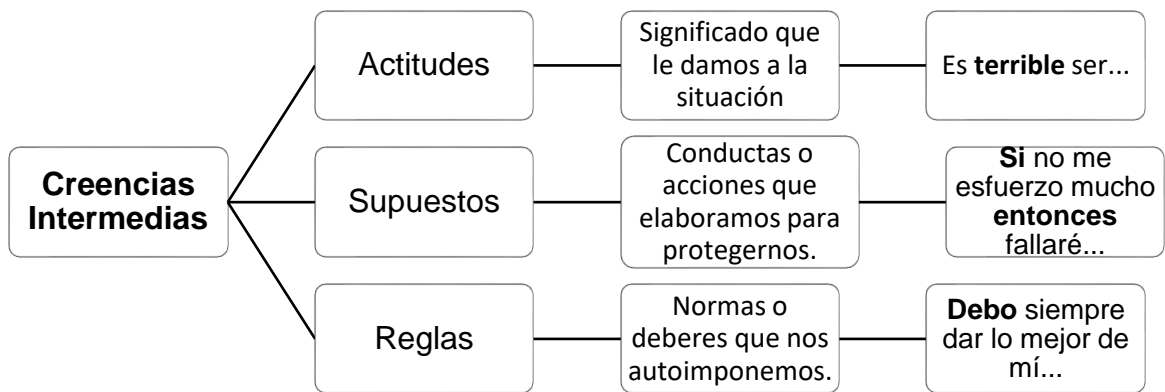 Creencias
Intermedias
Actitudes
Significado que
le damos a la
situación
Es terrible ser...
Supuestos
Conductas o
acciones que
elaboramos para
protegernos.
Si no me
esfuerzo mucho
entonces
fallaré...
Reglas
Normas o
deberes que nos
autoimponemos.
Debo siempre
dar lo mejor de
mí...